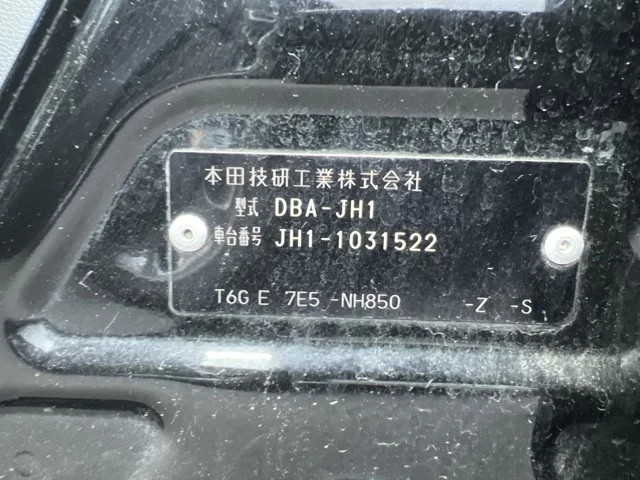 本田技研工業株式会社
型式 DBA-JH1
車台番号 JH1-1031522
T6G E 7E5 -NH850 -Z -S